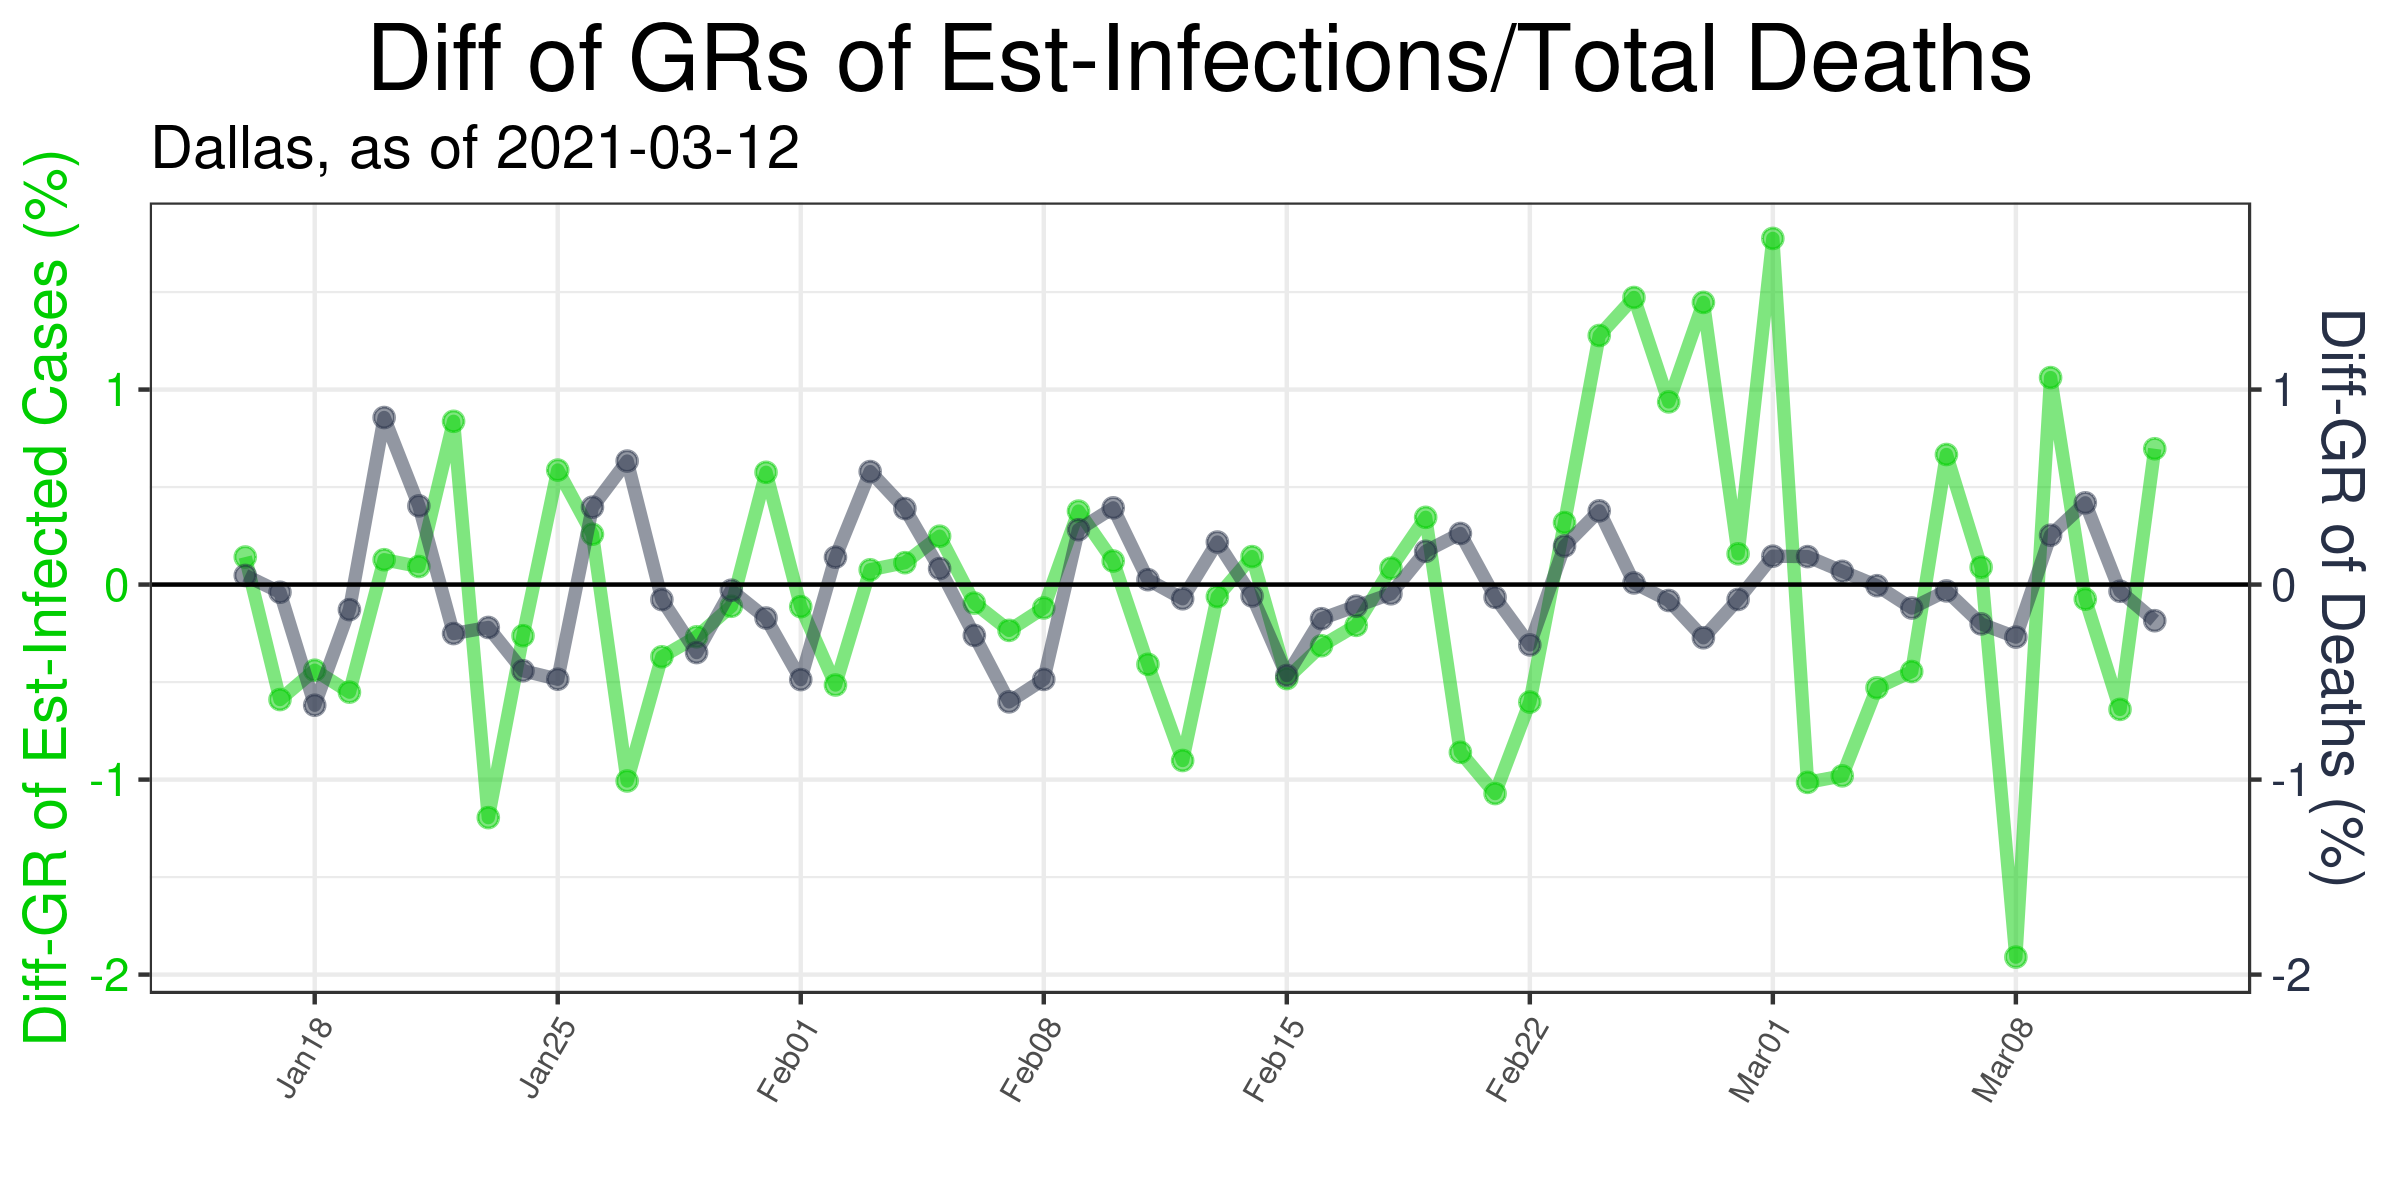 Diff of GRs of Est-Infections/Total Deaths
Dallas, as of 2021-03-12
Diff-GR of Est-Infected Cases (%)
1
0
-1
-2
1
0
-1
-2
Diff-GR of Deaths (%)
Jan18
Jan25
Feb01
Feb08
Feb15
Feb22
Mar01
Mar08